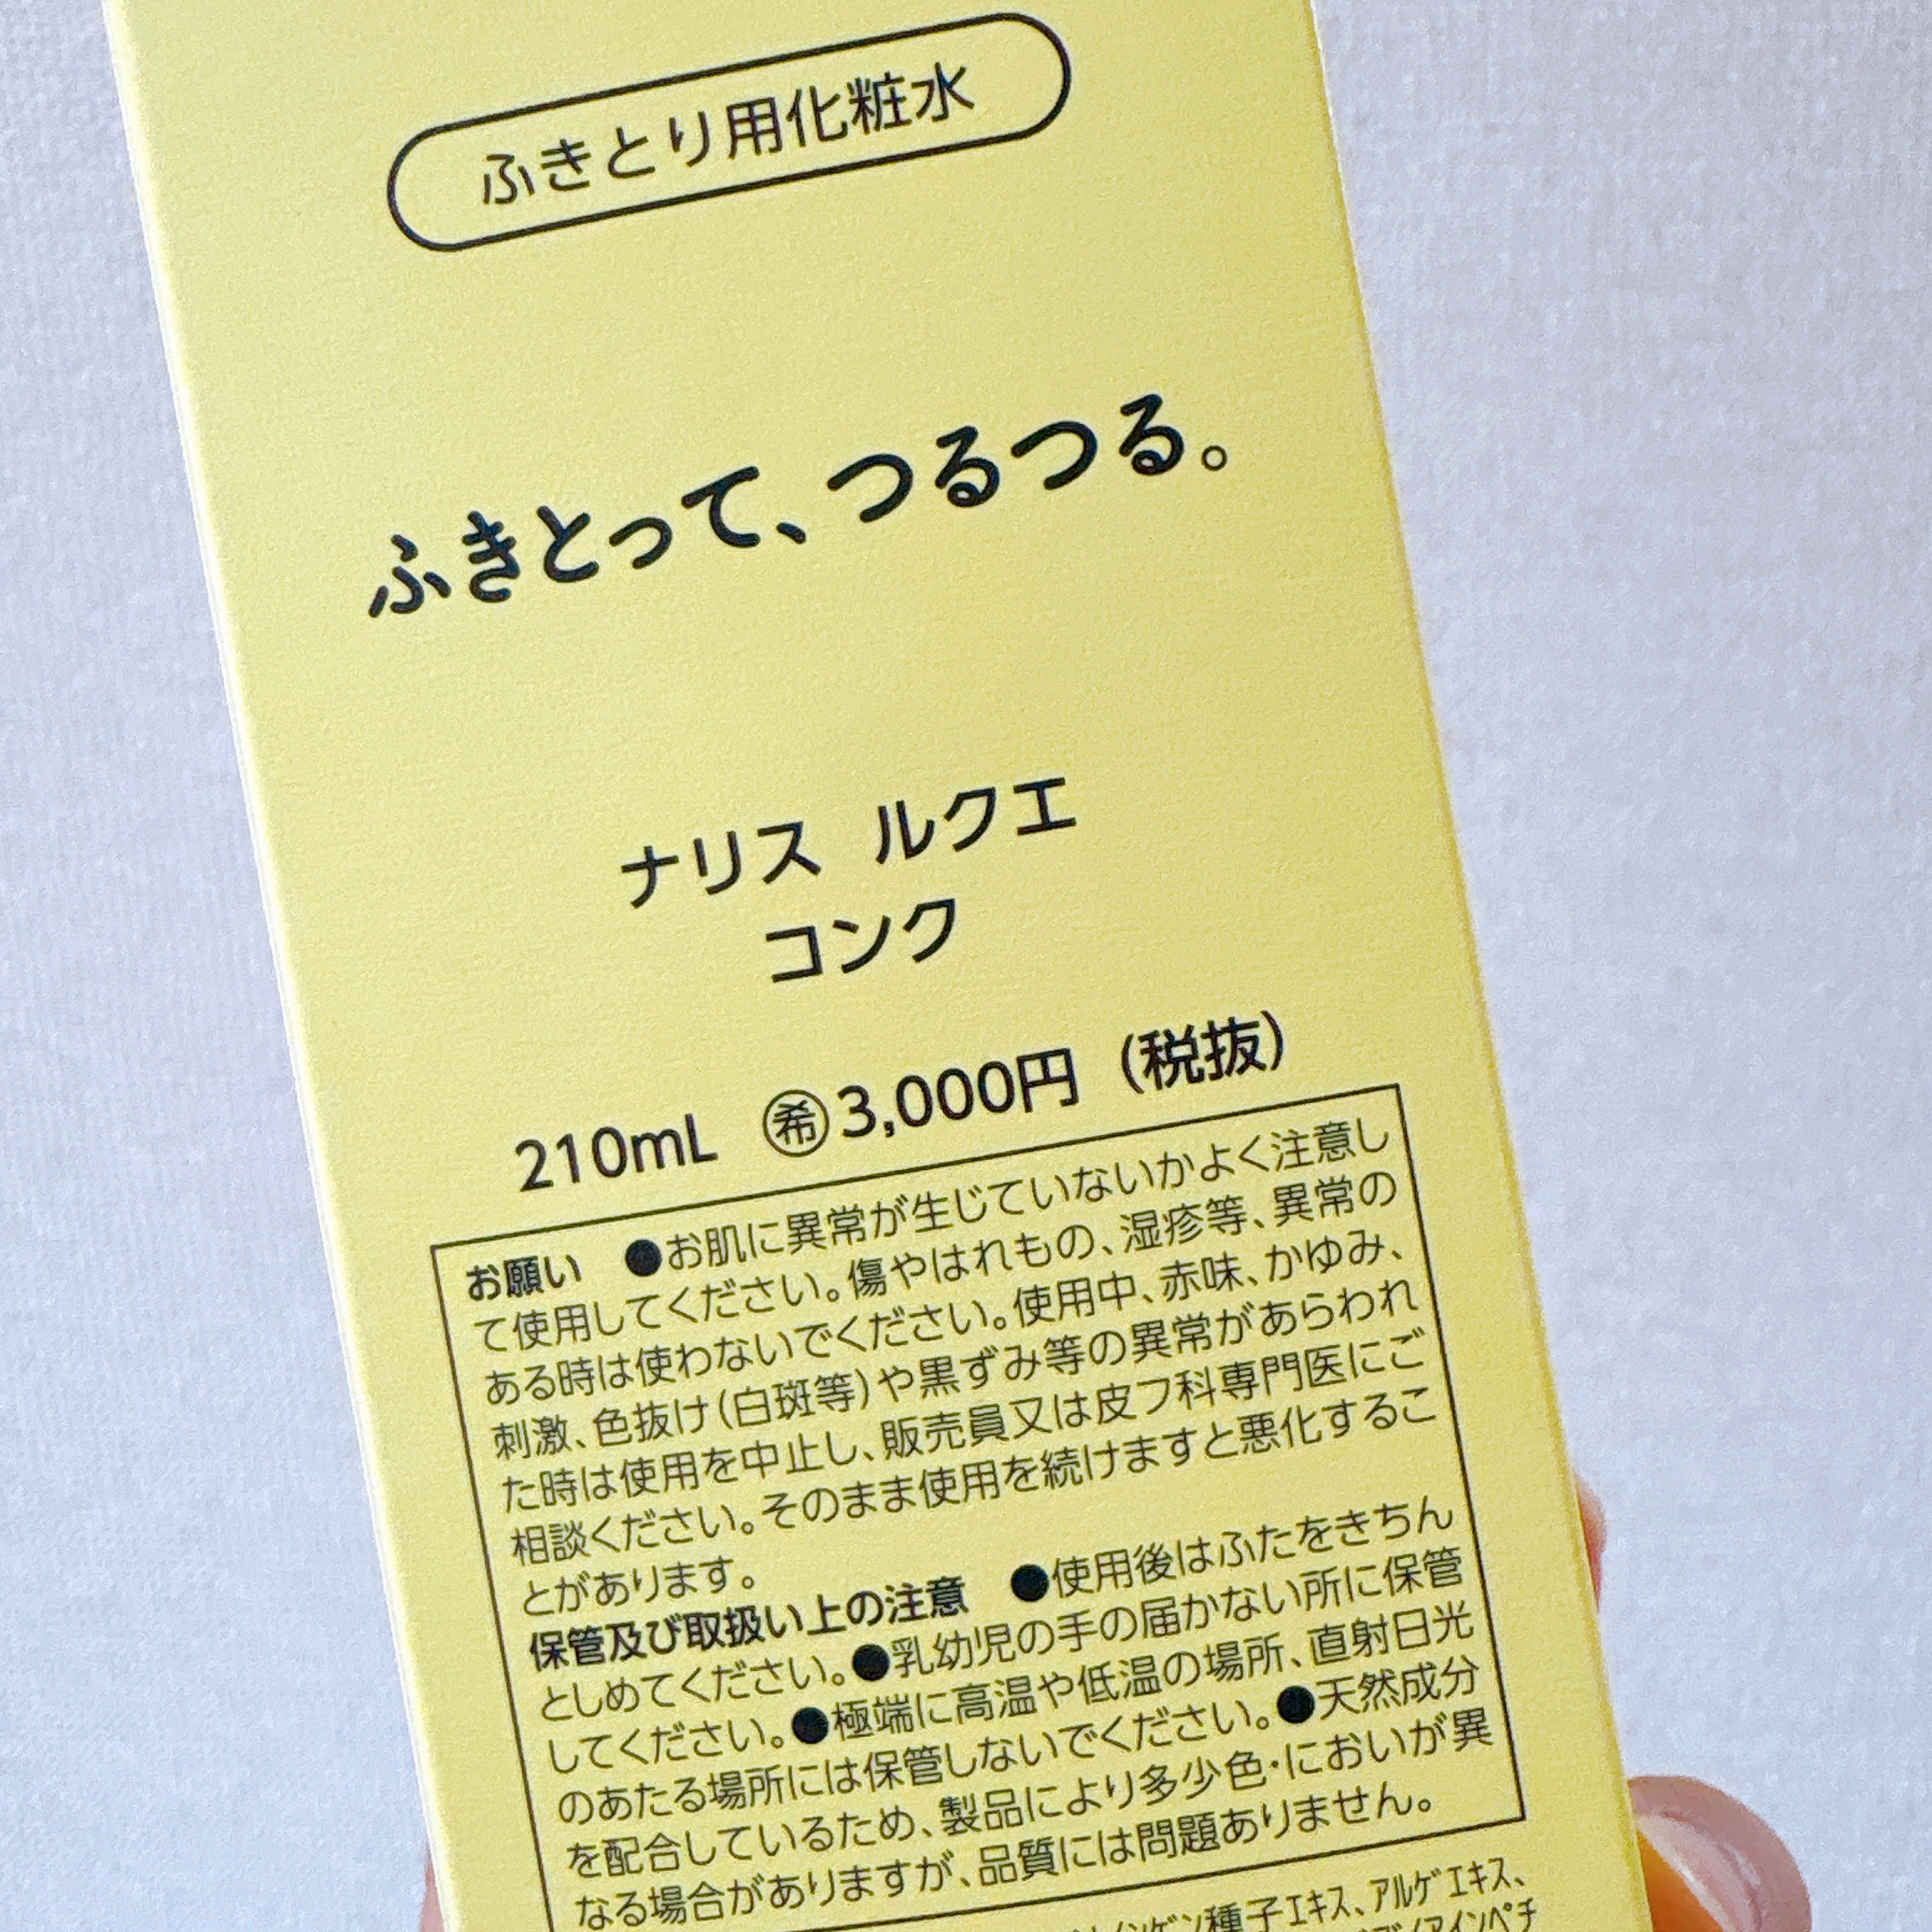 ふきとり用化粧水
ふきとって、つるつる。
ナリス ルクエ
コンク
210mL ㊒3,000円(税抜)
お願い ●お肌に異常が生じていないかよく注意し
て使用してください。傷やはれもの、湿疹等、異常の
ある時は使わないでください。使用中、赤味、かゆみ、
刺激、色抜け(白斑等)や黒ずみ等の異常があらわれ
た時は使用を中止し、販売員又は皮フ科専門医にご
相談ください。そのまま使用を続けますと悪化するこ
とがあります。
保管及び取扱い上の注意 ●使用後はふたをきちん
としめてください。●乳幼児の手の届かない所に保管
してください。●極端に高温や低温の場所、直射日光
のあたる場所には保管しないでください。●天然成分
を配合しているため、製品により多少色・においが異
なる場合がありますが、品質には問題ありません。
種子エキス、アルゲエキス、